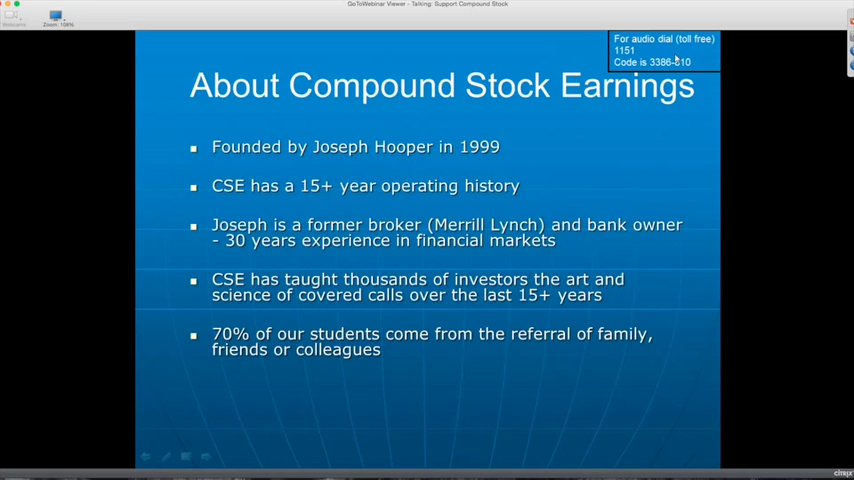 GoToWebinar Viewer - Talking: Support Compound Stock
Webcams
Zoom: 108%
For audio dial (toll free)
1151
Code is 3386-610
About Compound Stock Earnings
Founded by Joseph Hooper in 1999
CSE has a 15+ year operating history
Joseph is a former broker (Merrill Lynch) and bank owner
- 30 years experience in financial markets
CSE has taught thousands of investors the art and
science of covered calls over the last 15+ years
70% of our students come from the referral of family,
friends or colleagues